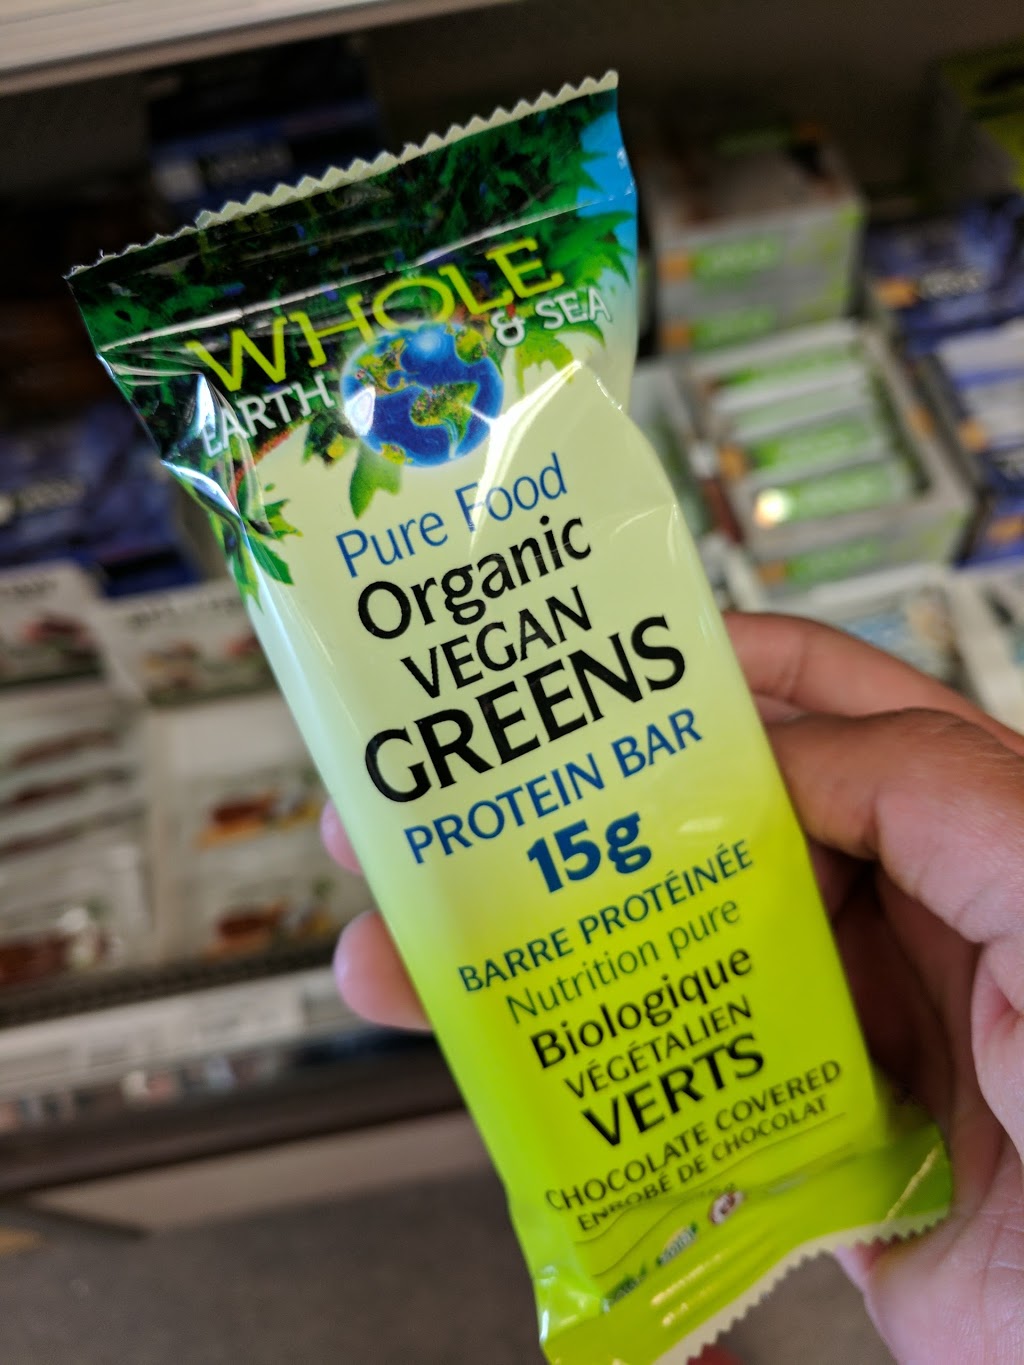 WHOLE
EARTH & SEA
Pure Food
Organic
VEGAN
GREENS
PROTEIN BAR
15g
BARRE PROTÉINÉE
Nutrition pure
Biologique
VÉGÉTALIEN
VERTS
CHOCOLATE COVERED
ENROBÉ DE CHOCOLAT